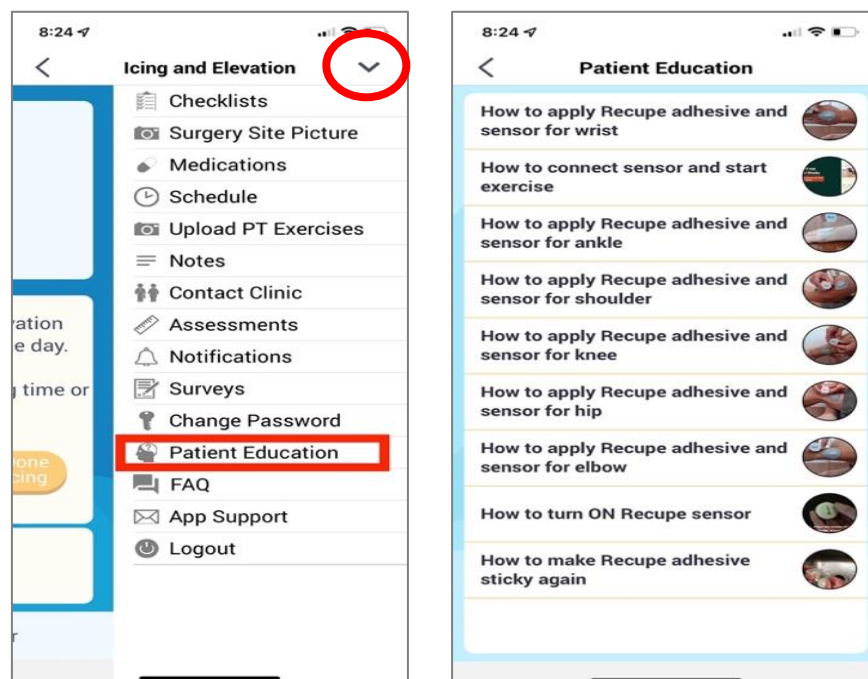 8:24
Icing and Elevation
Checklists
Surgery Site Picture
Medications
Schedule
Upload PT Exercises
Notes
Contact Clinic
Assessments
Notifications
Surveys
Change Password
Patient Education
FAQ
App Support
Logout
e day.
time or
r
8:24
Patient Education
How to apply Recupe adhesive and
sensor for wrist
How to connect sensor and start
exercise
How to apply Recupe adhesive and
sensor for ankle
How to apply Recupe adhesive and
sensor for shoulder
How to apply Recupe adhesive and
sensor for knee
How to apply Recupe adhesive and
sensor for hip
How to apply Recupe adhesive and
sensor for elbow
How to turn ON Recupe sensor
How to make Recupe adhesive
sticky again